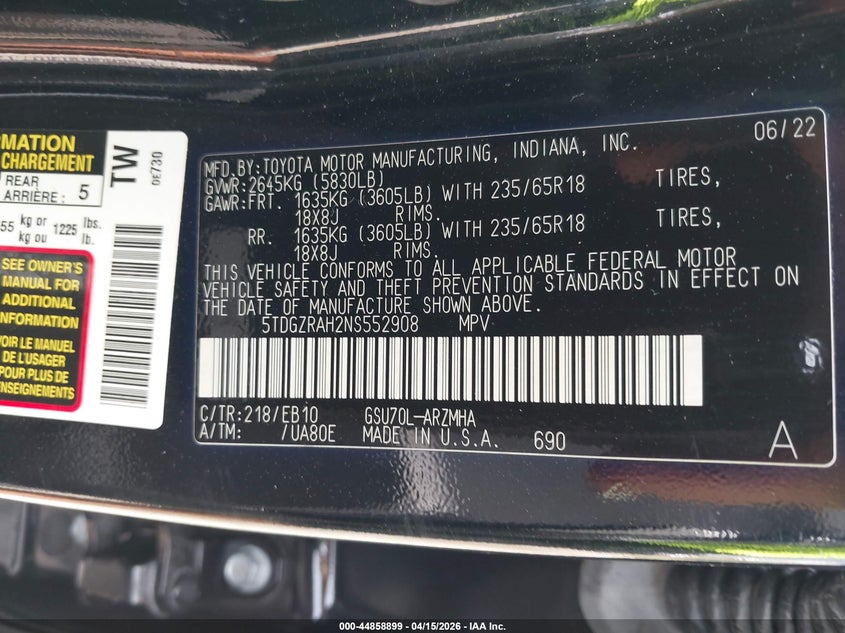 RMATION
CHARGEMENT
REAR
ARRIÈRE : 5
55 kg or 1225 lbs.
kg ou lb.
SEE OWNER'S
MANUAL FOR
ADDITIONAL
INFORMATION
VOIR LE MANUEL
DE L'USAGER
POUR PLUS DE
ENSEIGNEMENTS
TW
0E730
06/22
MFD.BY:TOYOTA MOTOR MANUFACTURING, INDIANA, INC.
GVWR:2645KG (5830LB)
GAWR:FRT. 1635KG (3605LB) WITH 235/65R18 TIRES,
18X8J RIMS.
RR. 1635KG (3605LB) WITH 235/65R18 TIRES,
18X8J RIMS.
THIS VEHICLE CONFORMS TO ALL APPLICABLE FEDERAL MOTOR
VEHICLE SAFETY AND THEFT PREVENTION STANDARDS IN EFFECT ON
THE DATE OF MANUFACTURE SHOWN ABOVE.
5TDGZRAH2NS552908 MPV
C/TR:218/EB10 GSU70L-ARZMHA
A/TM: /UA80E MADE IN U.S.A. 690
A
000-44858899 - 04/15/2026 - IAA Inc.